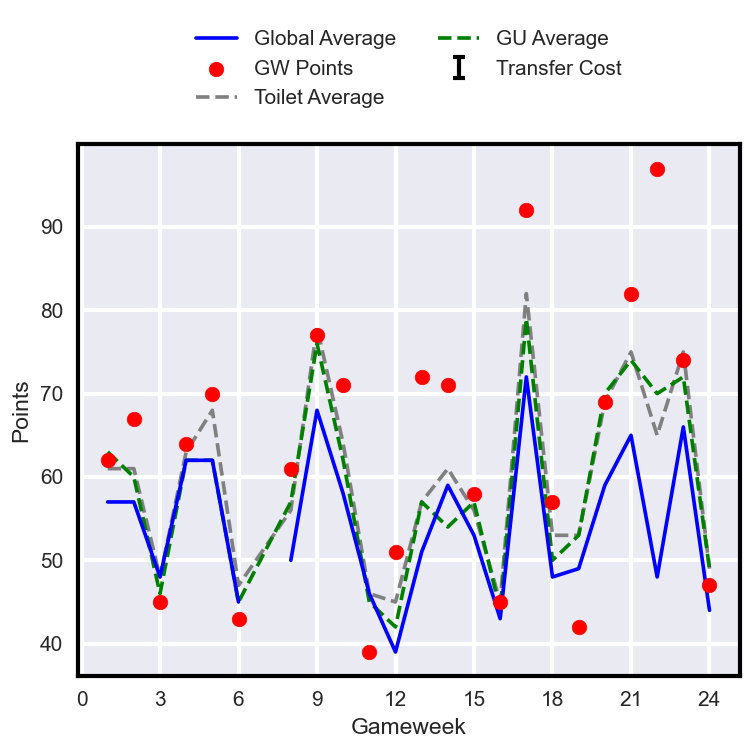 Global Average
GW Points
Toilet Average
GU Average
Transfer Cost
Points
90
80
70
60
50
40
0 3 6 9 12 15 18 21 24
Gameweek